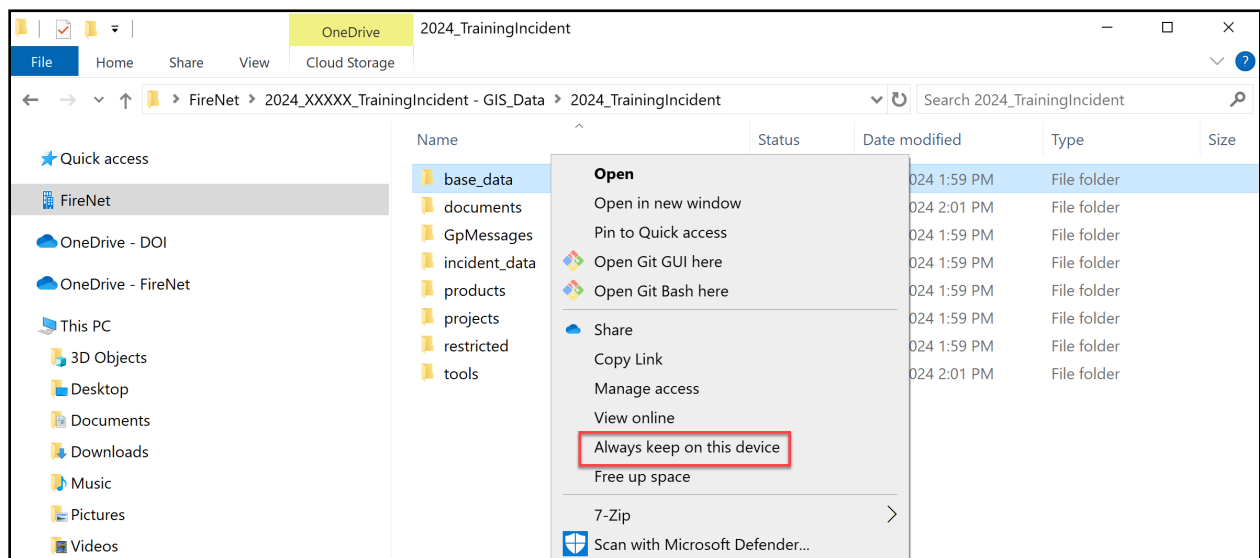 OneDrive 2024_TrainingIncident
File Home Share View Cloud Storage ?
FireNet 2024_XXXXX_TrainingIncident - GIS_Data 2024_TrainingIncident Search 2024_TrainingIncident
Name Status Date modified Type Size
Quick access
FireNet
OneDrive - DOI
OneDrive - FireNet
This PC
3D Objects
Desktop
Documents
Downloads
Music
Pictures
Videos
base_data 024 1:59 PM File folder
documents 024 2:01 PM File folder
GpMessages 024 1:59 PM File folder
incident_data 024 1:59 PM File folder
products 024 1:59 PM File folder
projects 024 1:59 PM File folder
restricted 024 1:59 PM File folder
tools 024 2:01 PM File folder
Open
Open in new window
Pin to Quick access
Open Git GUI here
Open Git Bash here
Share
Copy Link
Manage access
View online
Always keep on this device
Free up space
7-Zip
Scan with Microsoft Defender...